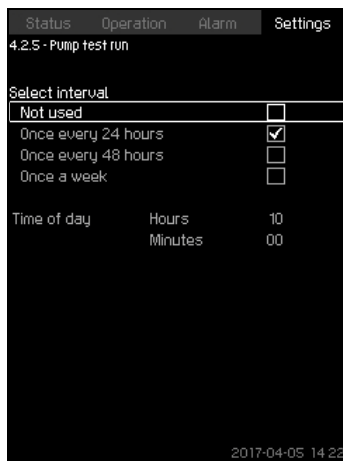 Status Operation Alarm Settings
4.2.5 - Pump test run
Select interval
Not used
Once every 24 hours
Once every 48 hours
Once a week
Time of day Hours 10
Minutes 00
2017-04-05 14:22